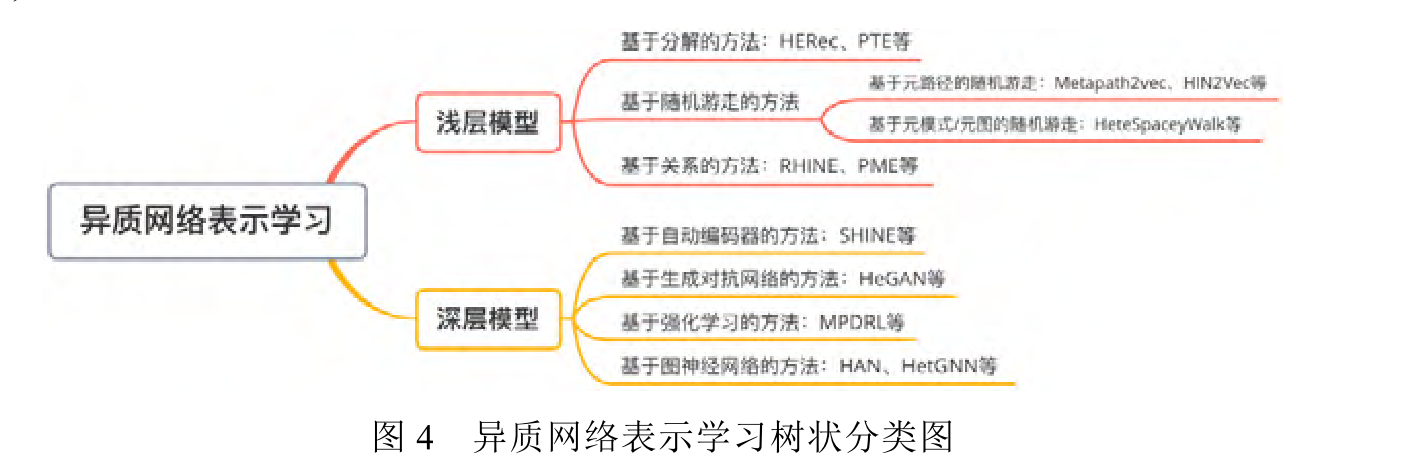 异质网络表示学习
浅层模型
基于分解的方法：HERec、PTE等
基于随机游走的方法
基于元路径的随机游走：Metapath2vec、HIN2Vec等
基于元模式/元图的随机游走：HeteSpaceyWalk等
基于关系的方法：RHINE、PME等
深层模型
基于自动编码器的方法：SHINE等
基于生成对抗网络的方法：HeGAN等
基于强化学习的方法：MPDRL等
基于图神经网络的方法：HAN、HetGNN等
图 4 异质网络表示学习树状分类图